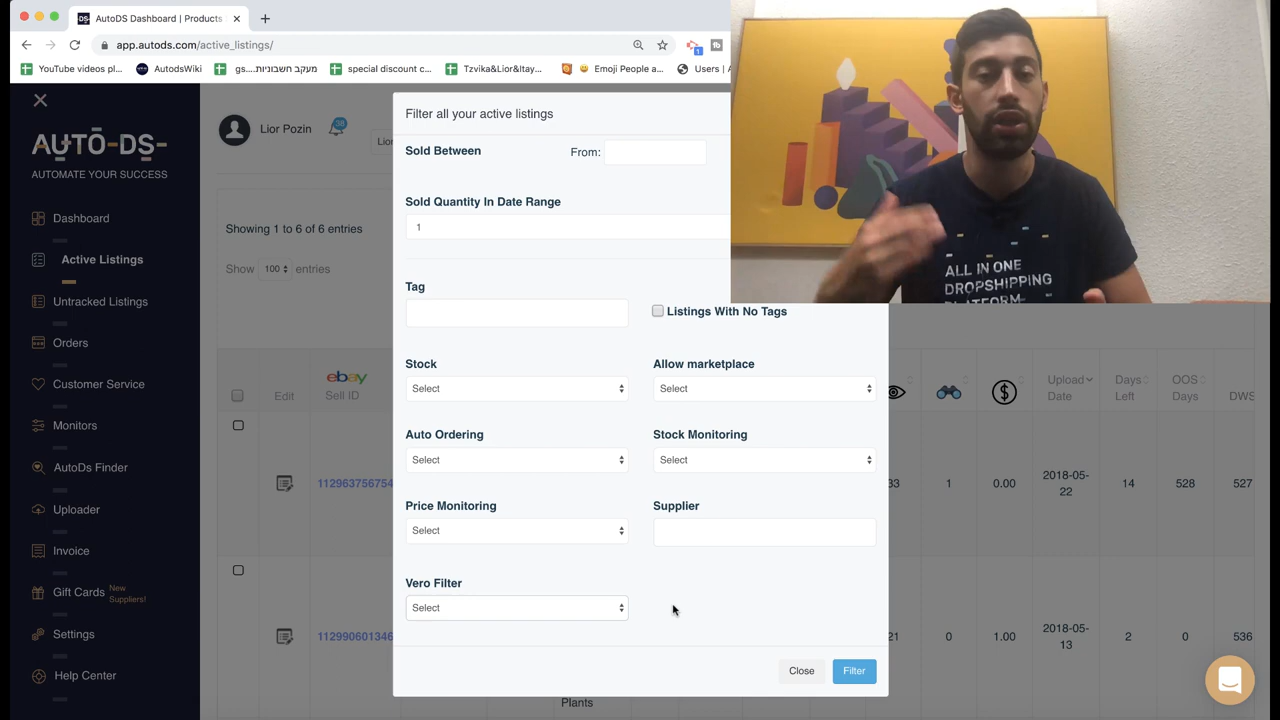 AutoDS Dashboard | Products
app.autods.com/active_listings/
YouTube videos pl...
AutodsWiki
gs....מעקב חשבוניות
special discount c...
Tzvika&Lior&Itay...
Emoji People a...
Users | A
AUTO-DS-
AUTOMATE YOUR SUCCESS
Dashboard
Active Listings
Untracked Listings
Orders
Customer Service
Monitors
AutoDs Finder
Uploader
Invoice
Gift Cards New Suppliers!
Settings
Help Center
Lior Pozin
38
Lior
Showing 1 to 6 of 6 entries
Show 100 entries
Edit
ebay
Sell ID
Upload Date
Days Left
OOS Days
DWS
112963756754
33
1
0.00
2018-05-22
14
528
527
112990601346
21
0
1.00
2018-05-13
2
0
536
Plants
Filter all your active listings
Sold Between
From:
Sold Quantity In Date Range
1
Tag
Listings With No Tags
Stock
Select
Allow marketplace
Select
Auto Ordering
Select
Stock Monitoring
Select
Price Monitoring
Select
Supplier
Vero Filter
Select
Close
Filter
ALL IN ONE
DROPSHIPPING
PLATFORM